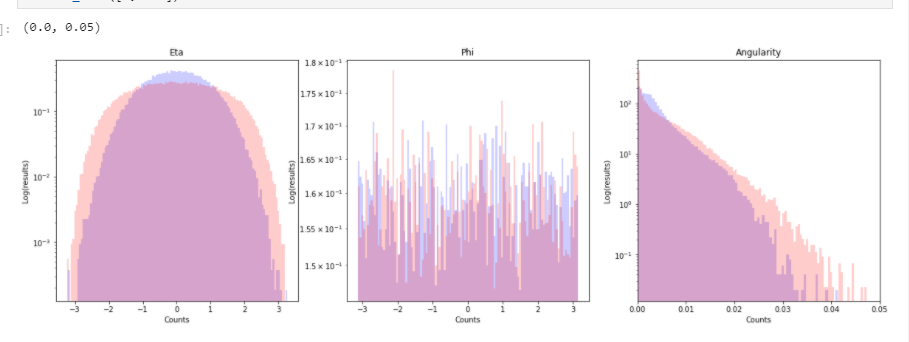 ]: (0.0, 0.05)
Eta
Log(results)
10⁻¹
10⁻²
10⁻³
−3 −2 −1 0 1 2 3
Counts
Phi
Log(results)
1.8 × 10⁻¹
1.75 × 10⁻¹
1.7 × 10⁻¹
1.65 × 10⁻¹
1.6 × 10⁻¹
1.55 × 10⁻¹
1.5 × 10⁻¹
−3 −2 −1 0 1 2 3
Counts
Angularity
Log(results)
10²
10¹
10⁰
10⁻¹
0.00 0.01 0.02 0.03 0.04 0.05
Counts